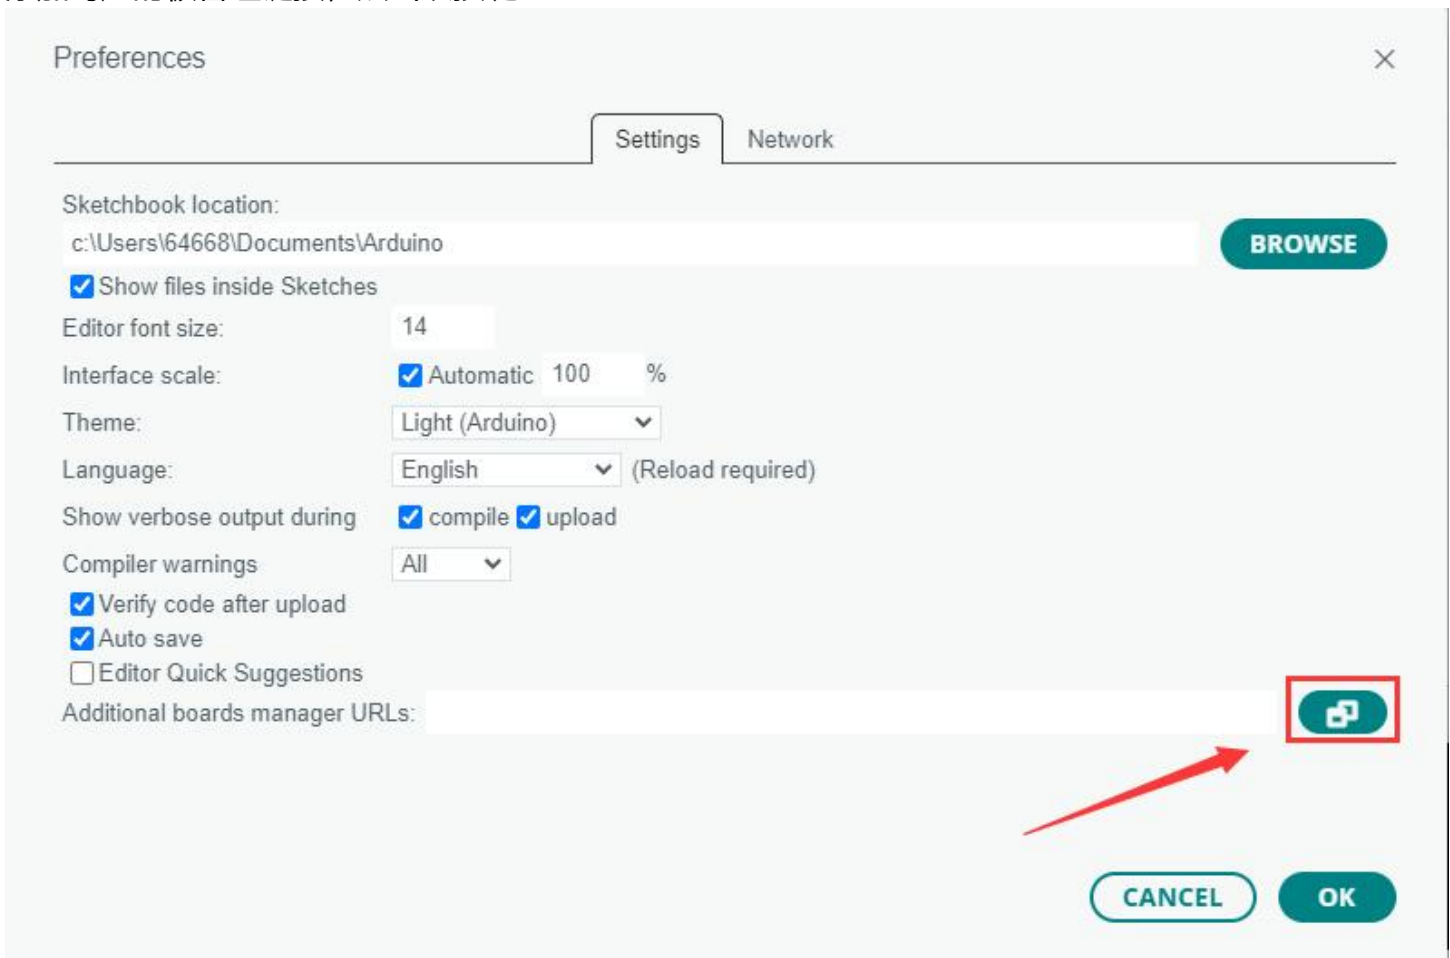 Preferences
Settings Network
Sketchbook location:
c:\Users\64668\Documents\Arduino
BROWSE
Show files inside Sketches
Editor font size: 14
Interface scale: Automatic 100 %
Theme: Light (Arduino)
Language: English (Reload required)
Show verbose output during compile upload
Compiler warnings All
Verify code after upload
Auto save
Editor Quick Suggestions
Additional boards manager URLs:
CANCEL OK